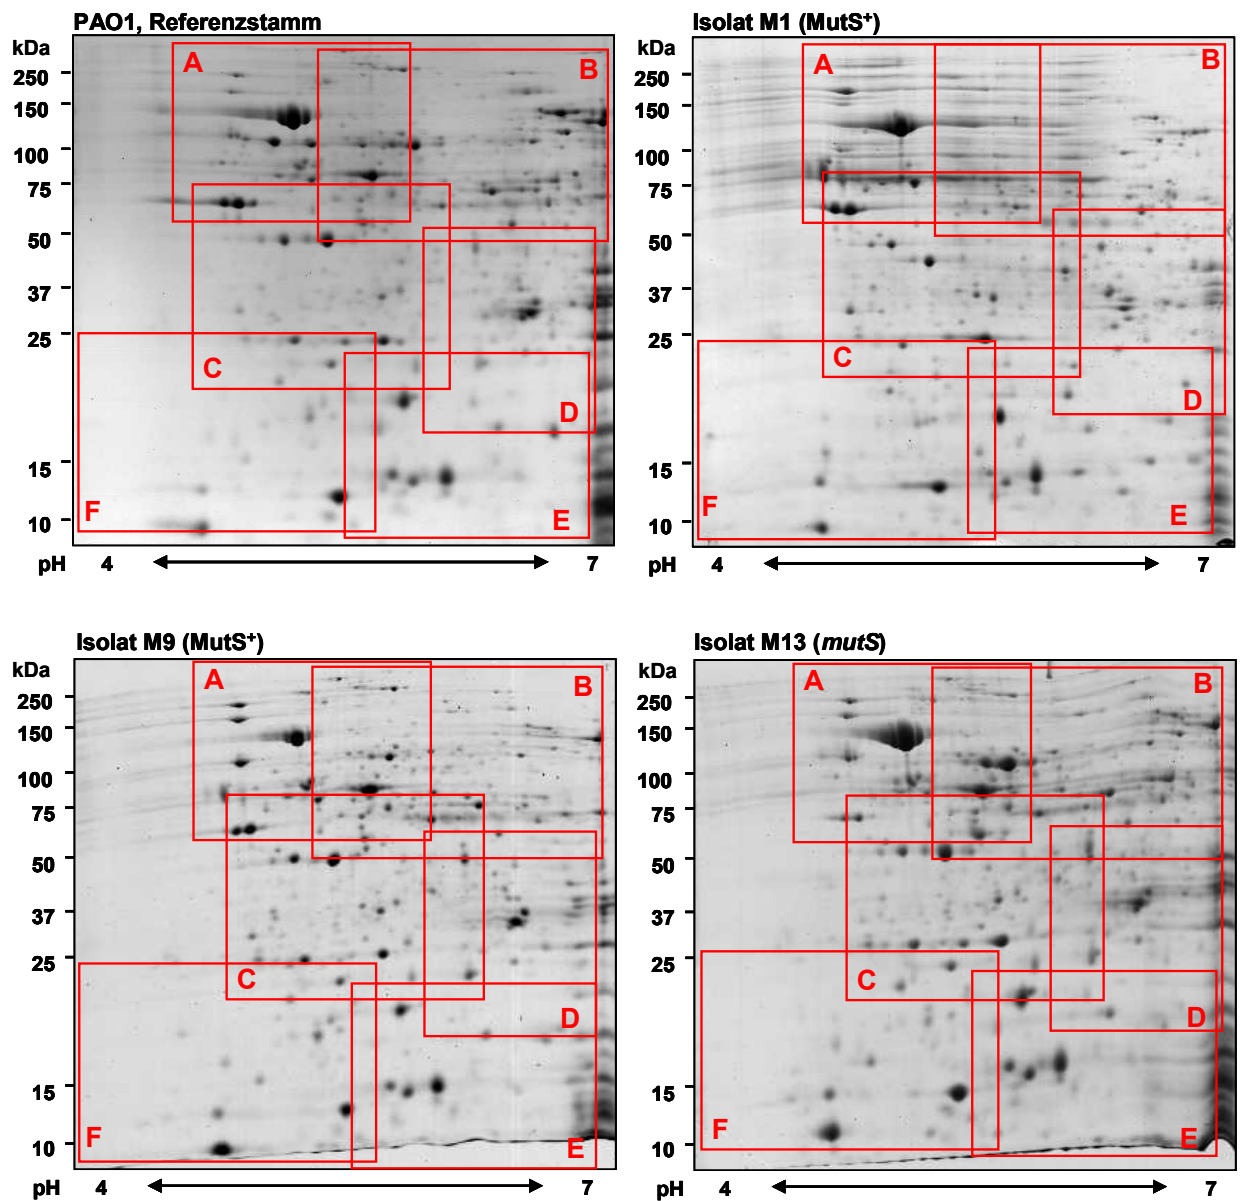 PAO1, Referenzstamm
kDa
250
150
100
75
50
37
25
15
10
A
B
C
D
E
F
pH 4 7
Isolat M1 (MutS+)
kDa
250
150
100
75
50
37
25
15
10
A
B
C
D
E
F
pH 4 7
Isolat M9 (MutS+)
kDa
250
150
100
75
50
37
25
15
10
A
B
C
D
E
F
pH 4 7
Isolat M13 (mutS)
kDa
250
150
100
75
50
37
25
15
10
A
B
C
D
E
F
pH 4 7